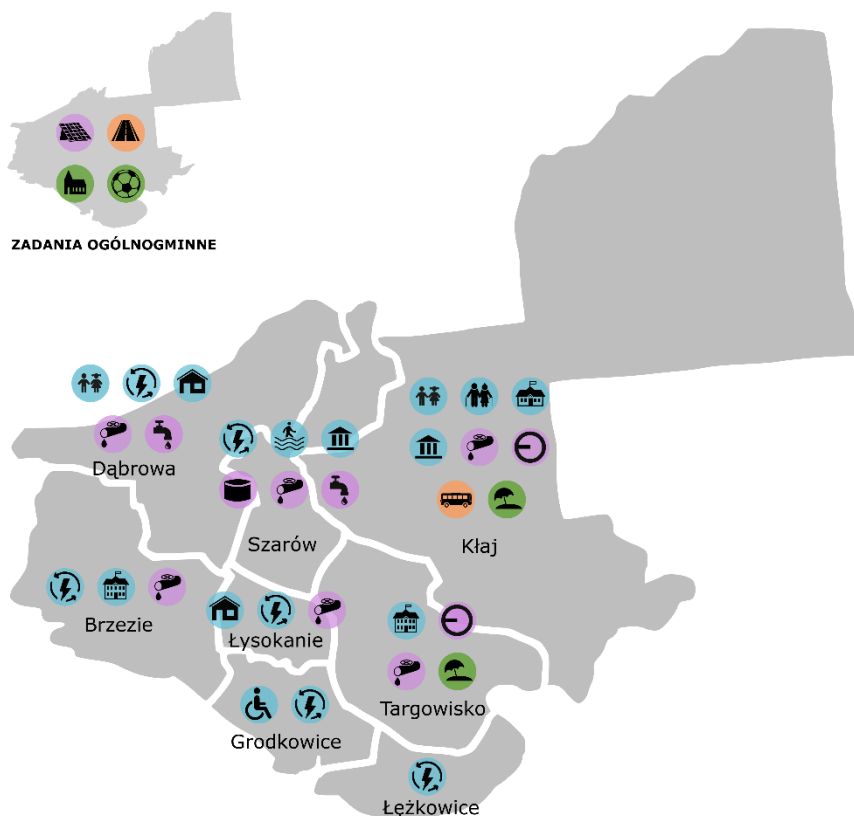 ZADANIA OGÓLNOGMINNE
Dąbrowa
Szarów
Kłaj
Brzezie
Łysokanie
Targowisko
Grodkowice
Łężkowice